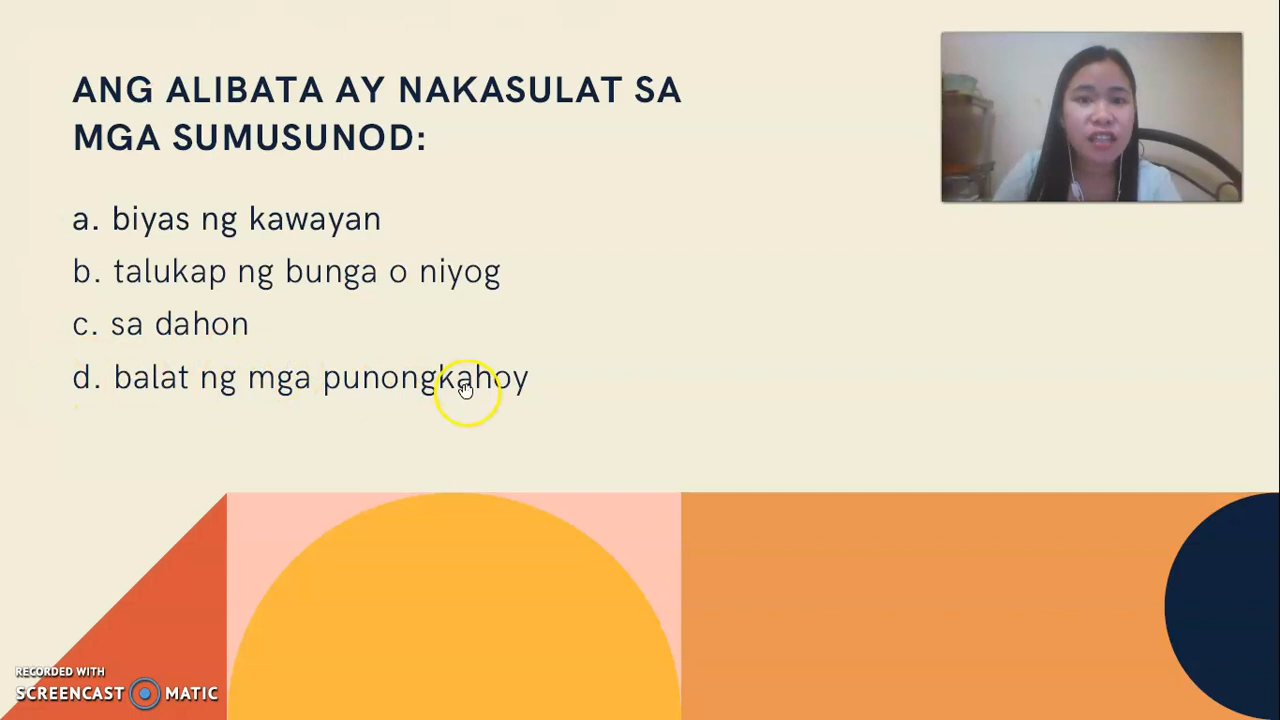 ANG ALIBATA AY NAKASULAT SA
MGA SUMUSUNOD:
a. biyas ng kawayan
b. talukap ng bunga o niyog
c. sa dahon
d. balat ng mga punongkahoy
RECORDED WITH
SCREENCAST MATIC